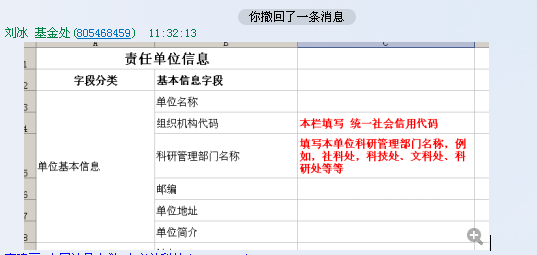 你撤回了一条消息
刘冰 基金处(805468459) 11:32:13
A B C
1 责任单位信息
2 字段分类 基本信息字段
3 单位名称
4 组织机构代码 本栏填写 统一社会信用代码
填写本单位科研管理部门名称，例
科研管理部门名称 如，社科处，科技处、文科处、科
5 研处等等
单位基本信息
6 邮编
7 单位地址
8 单位简介